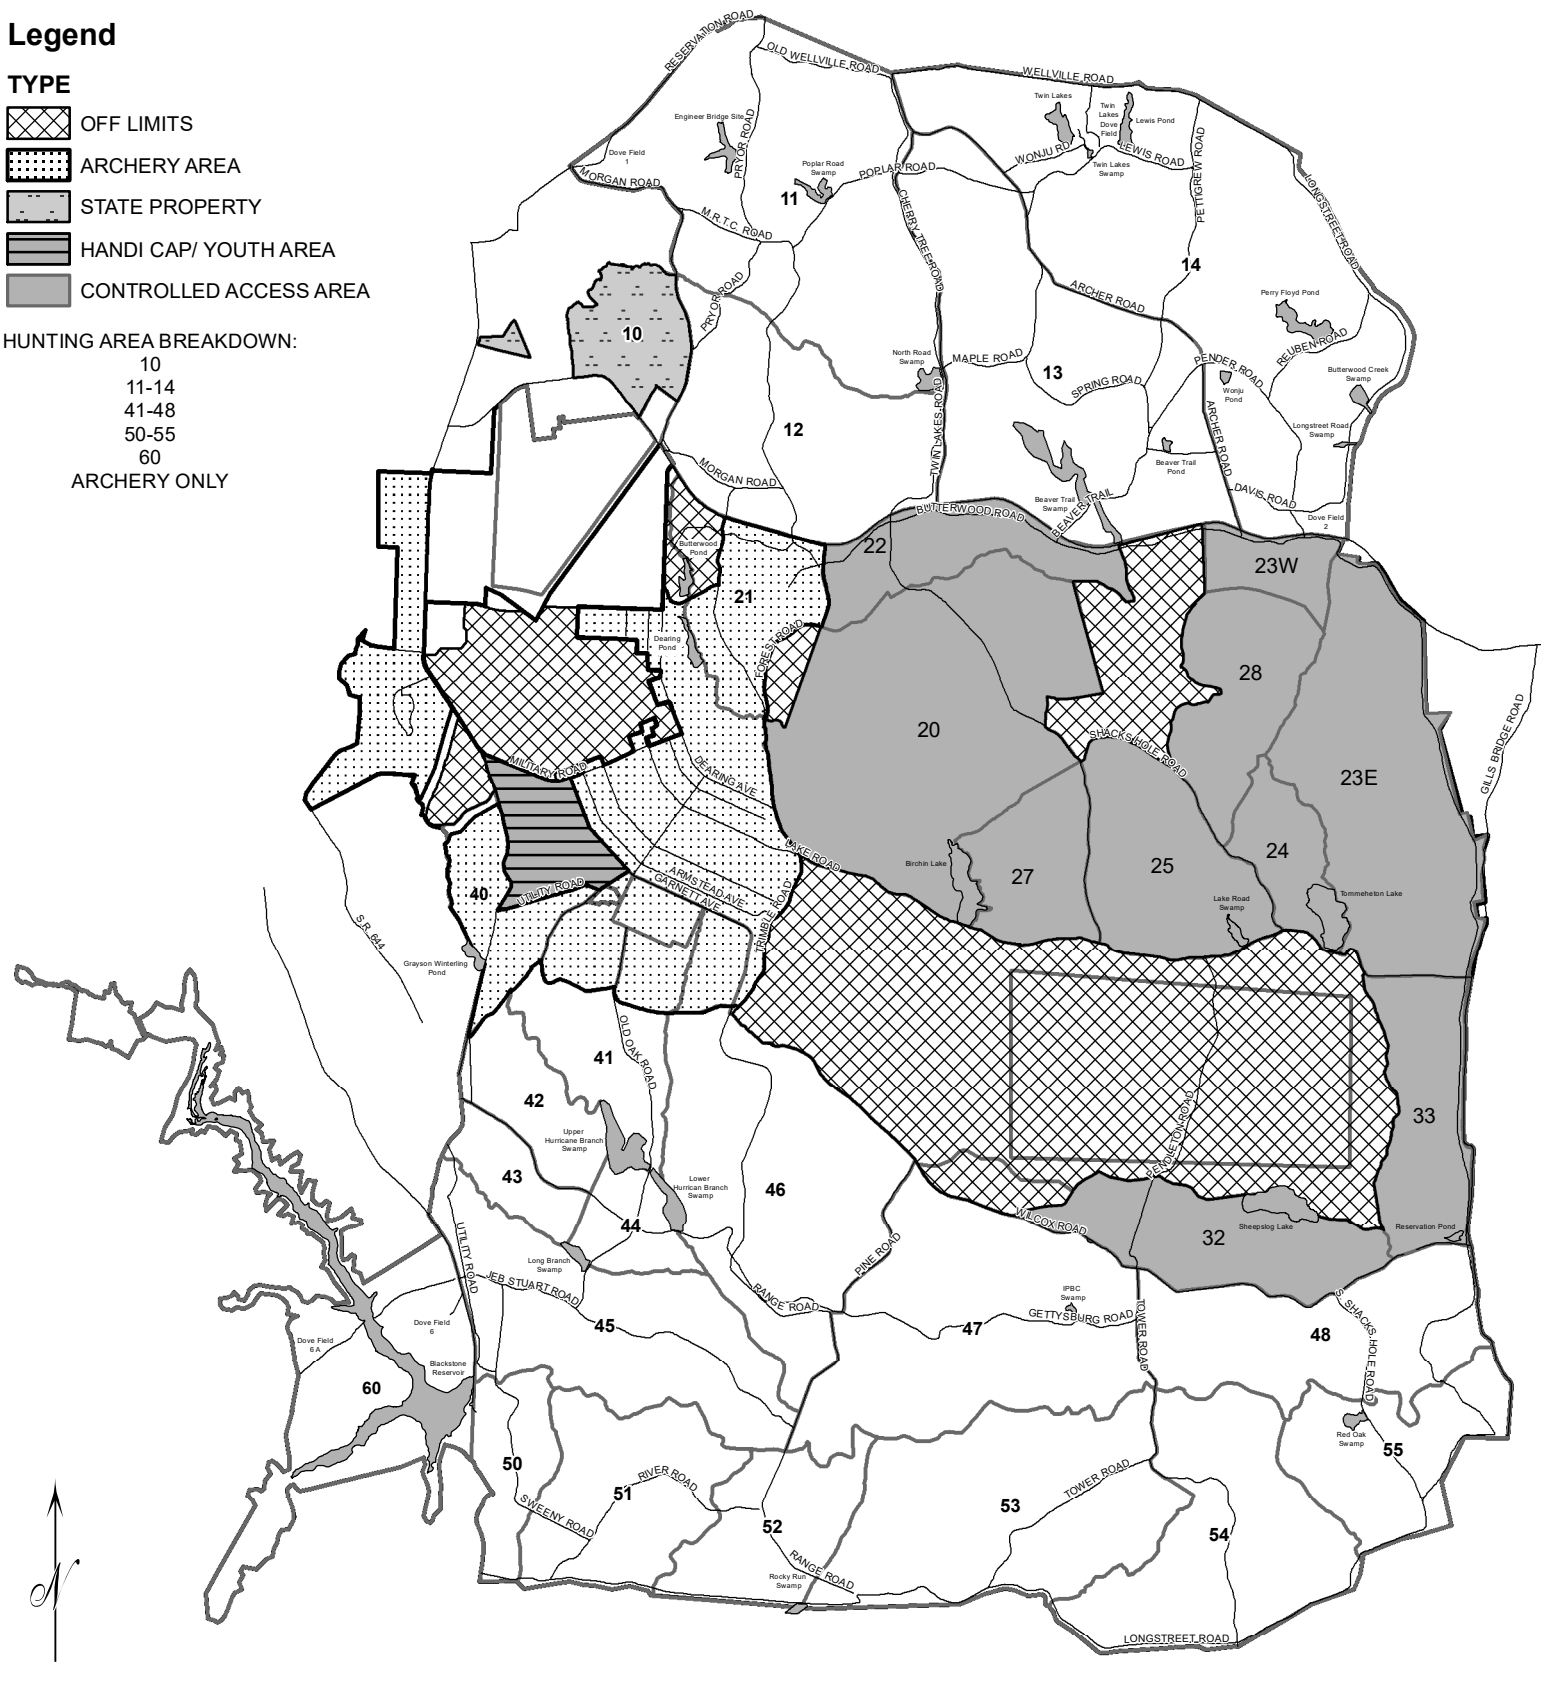 Legend
TYPE
OFF LIMITS
ARCHERY AREA
STATE PROPERTY
HANDI CAP/ YOUTH AREA
CONTROLLED ACCESS AREA
HUNTING AREA BREAKDOWN:
10
11-14
41-48
50-55
60
ARCHERY ONLY
RESERVATION ROAD
OLD WELLVILLE ROAD
WELLVILLE ROAD
Engineer Bridge Site
Dove Field
1
PRYOR ROAD
MORGAN ROAD
Poplar Road
Swamp
POPLAR ROAD
11
M.R.T.C. ROAD
PRYOR ROAD
CHERRY TREE ROAD
Twin Lakes
Twin
Lakes
Dove
Field
Lewis Pond
WONJU RD
LEWIS ROAD
Twin Lakes
Swamp
PETTIGREW ROAD
LONGSTREET ROAD
14
ARCHER ROAD
Perry Floyd Pond
REUBEN ROAD
10
North Road
Swamp
MAPLE ROAD
13
SPRING ROAD
PENDER ROAD
Wonju
Pond
Butterwood Creek
Swamp
12
TWIN LAKES ROAD
ARCHER ROAD
Longstreet Road
Swamp
MORGAN ROAD
Beaver Trail
Pond
Beaver Trail
Swamp
BEAVER TRAIL
DAVIS ROAD
Dove Field
2
BUTTERWOOD ROAD
Butterwood
Pond
22
23W
21
Dearing
Pond
FOREST ROAD
28
20
SHACKS HOLE ROAD
GILLS BRIDGE ROAD
MILITARY ROAD
DEARING AVE
23E
LAKE ROAD
Birchin Lake
27
25
24
40
UTILITY ROAD
ARMSTEAD AVE
GARNETT AVE
TRIMBLE ROAD
Lake Road
Swamp
Tommeheton Lake
S.R. 644
Grayson Winterling
Pond
41
OLD OAK ROAD
42
Upper
Hurricane Branch
Swamp
PENDLETON ROAD
33
43
Lower
Hurrican Branch
Swamp
46
44
WILCOX ROAD
Sheepslog Lake
Reservation Pond
32
UTILITY ROAD
Long Branch
Swamp
PINE ROAD
JEB STUART ROAD
RANGE ROAD
IPBC
Swamp
GETTYSBURG ROAD
TOWER ROAD
S. SHACKS HOLE ROAD
Dove Field
6
Dove Field
6 A
45
47
48
Blackstone
Reservoir
60
Red Oak
Swamp
55
50
51
RIVER ROAD
SWEENY ROAD
52
53
TOWER ROAD
54
RANGE ROAD
Rocky Run
Swamp
LONGSTREET ROAD
N